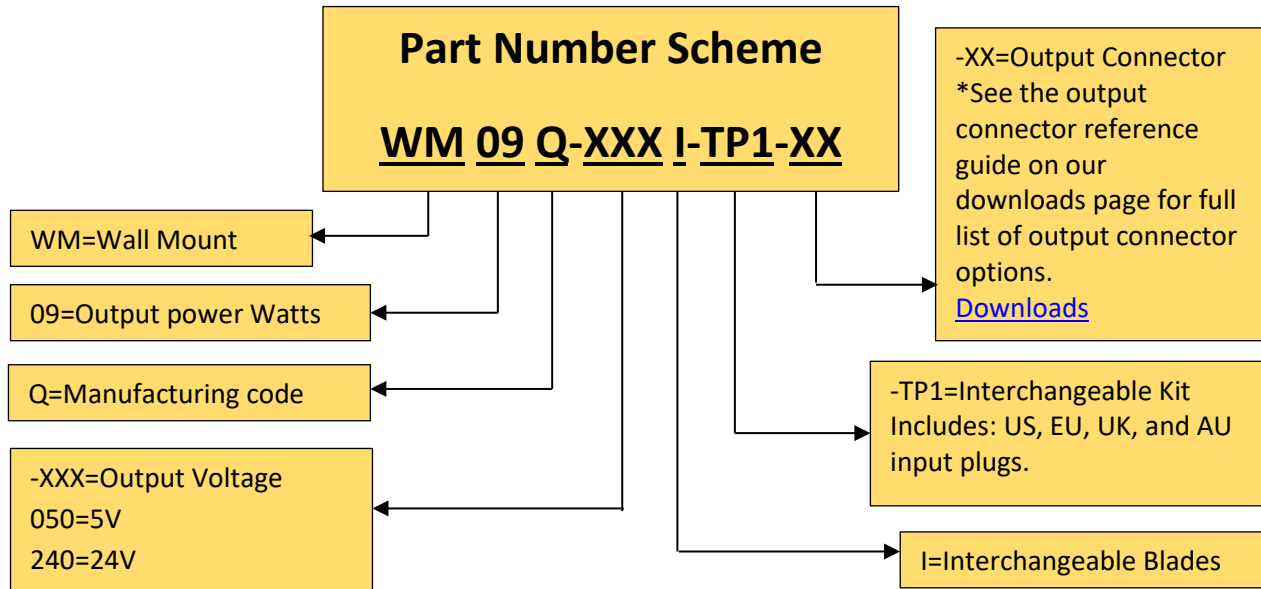 Part Number Scheme
WM 09 Q-XXX I-TP1-XX
WM=Wall Mount
09=Output power Watts
Q=Manufacturing code
-XXX=Output Voltage
050=5V
240=24V
-XX=Output Connector
*See the output
connector reference
guide on our
downloads page for full
list of output connector
options.
Downloads
-TP1=Interchangeable Kit
Includes: US, EU, UK, and AU
input plugs.
I=Interchangeable Blades